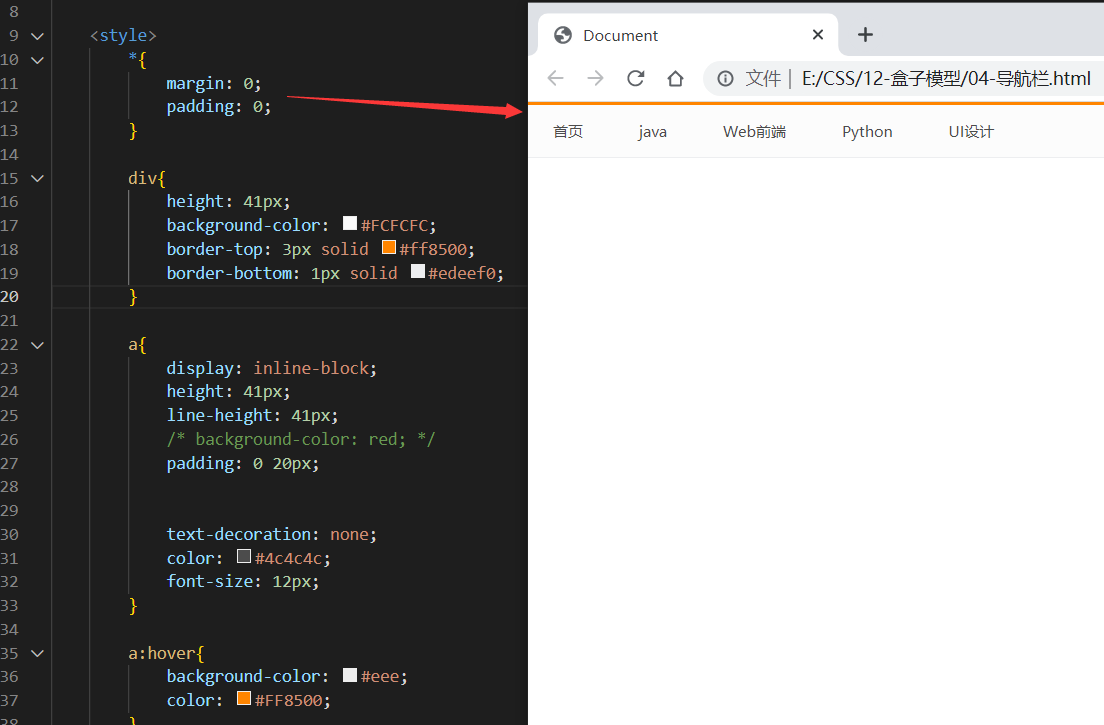 8
9 <style>
10 *{
11 margin: 0;
12 padding: 0;
13 }
14
15 div{
16 height: 41px;
17 background-color: #FCFCFC;
18 border-top: 3px solid #ff8500;
19 border-bottom: 1px solid #edeef0;
20 }
21
22 a{
23 display: inline-block;
24 height: 41px;
25 line-height: 41px;
26 /* background-color: red; */
27 padding: 0 20px;
28
29
30 text-decoration: none;
31 color: #4c4c4c;
32 font-size: 12px;
33 }
34
35 a:hover{
36 background-color: #eee;
37 color: #FF8500;
38 }
Document
文件 | E:/CSS/12-盒子模型/04-导航栏.html
首页 java Web前端 Python UI设计